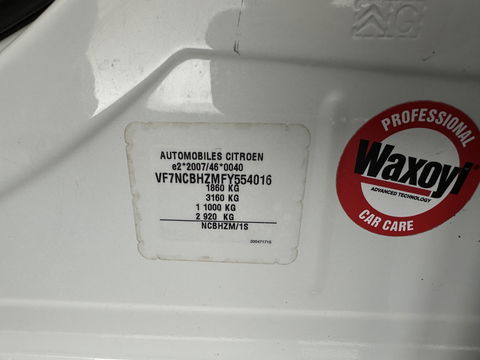 AUTOMOBILES CITROEN
e2*2007/46*0040
VF7NCBHZMFY554016
1860 KG
3160 KG
1 1000 KG
2 920 KG
NCBHZM/1S
PROFESSIONAL
Waxoyl
ADVANCED TECHNOLOGY
CAR CARE